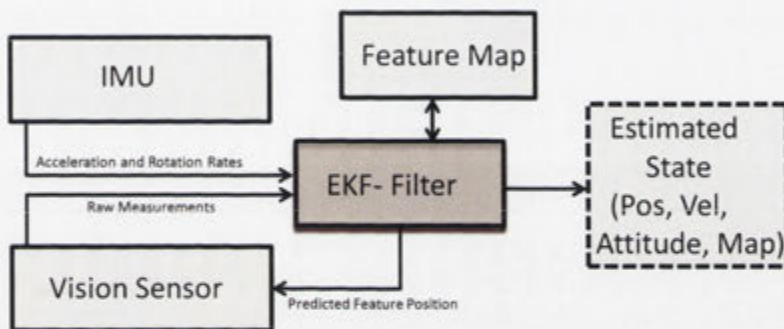 IMU
Feature Map
Acceleration and Rotation Rates
EKF- Filter
Raw Measurements
Vision Sensor
Predicted Feature Position
Estimated
State
(Pos, Vel,
Attitude, Map)